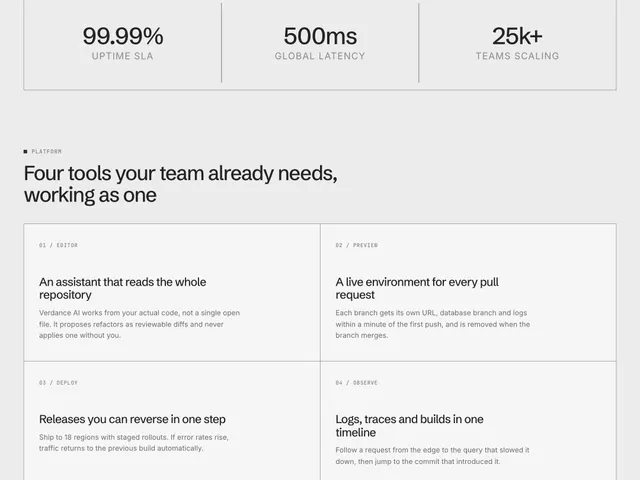 99.99%
UPTIME SLA
500ms
GLOBAL LATENCY
25k+
TEAMS SCALING
PLATFORM
Four tools your team already needs,
working as one
01 / EDITOR
An assistant that reads the whole
repository
Verdance AI works from your actual code, not a single open
file. It proposes refactors as reviewable diffs and never
applies one without you.
02 / PREVIEW
A live environment for every pull
request
Each branch gets its own URL, database branch and logs
within a minute of the first push, and is removed when the
branch merges.
03 / DEPLOY
Releases you can reverse in one step
Ship to 18 regions with staged rollouts. If error rates rise,
traffic returns to the previous build automatically.
04 / OBSERVE
Logs, traces and builds in one
timeline
Follow a request from the edge to the query that slowed it
down, then jump to the commit that introduced it.